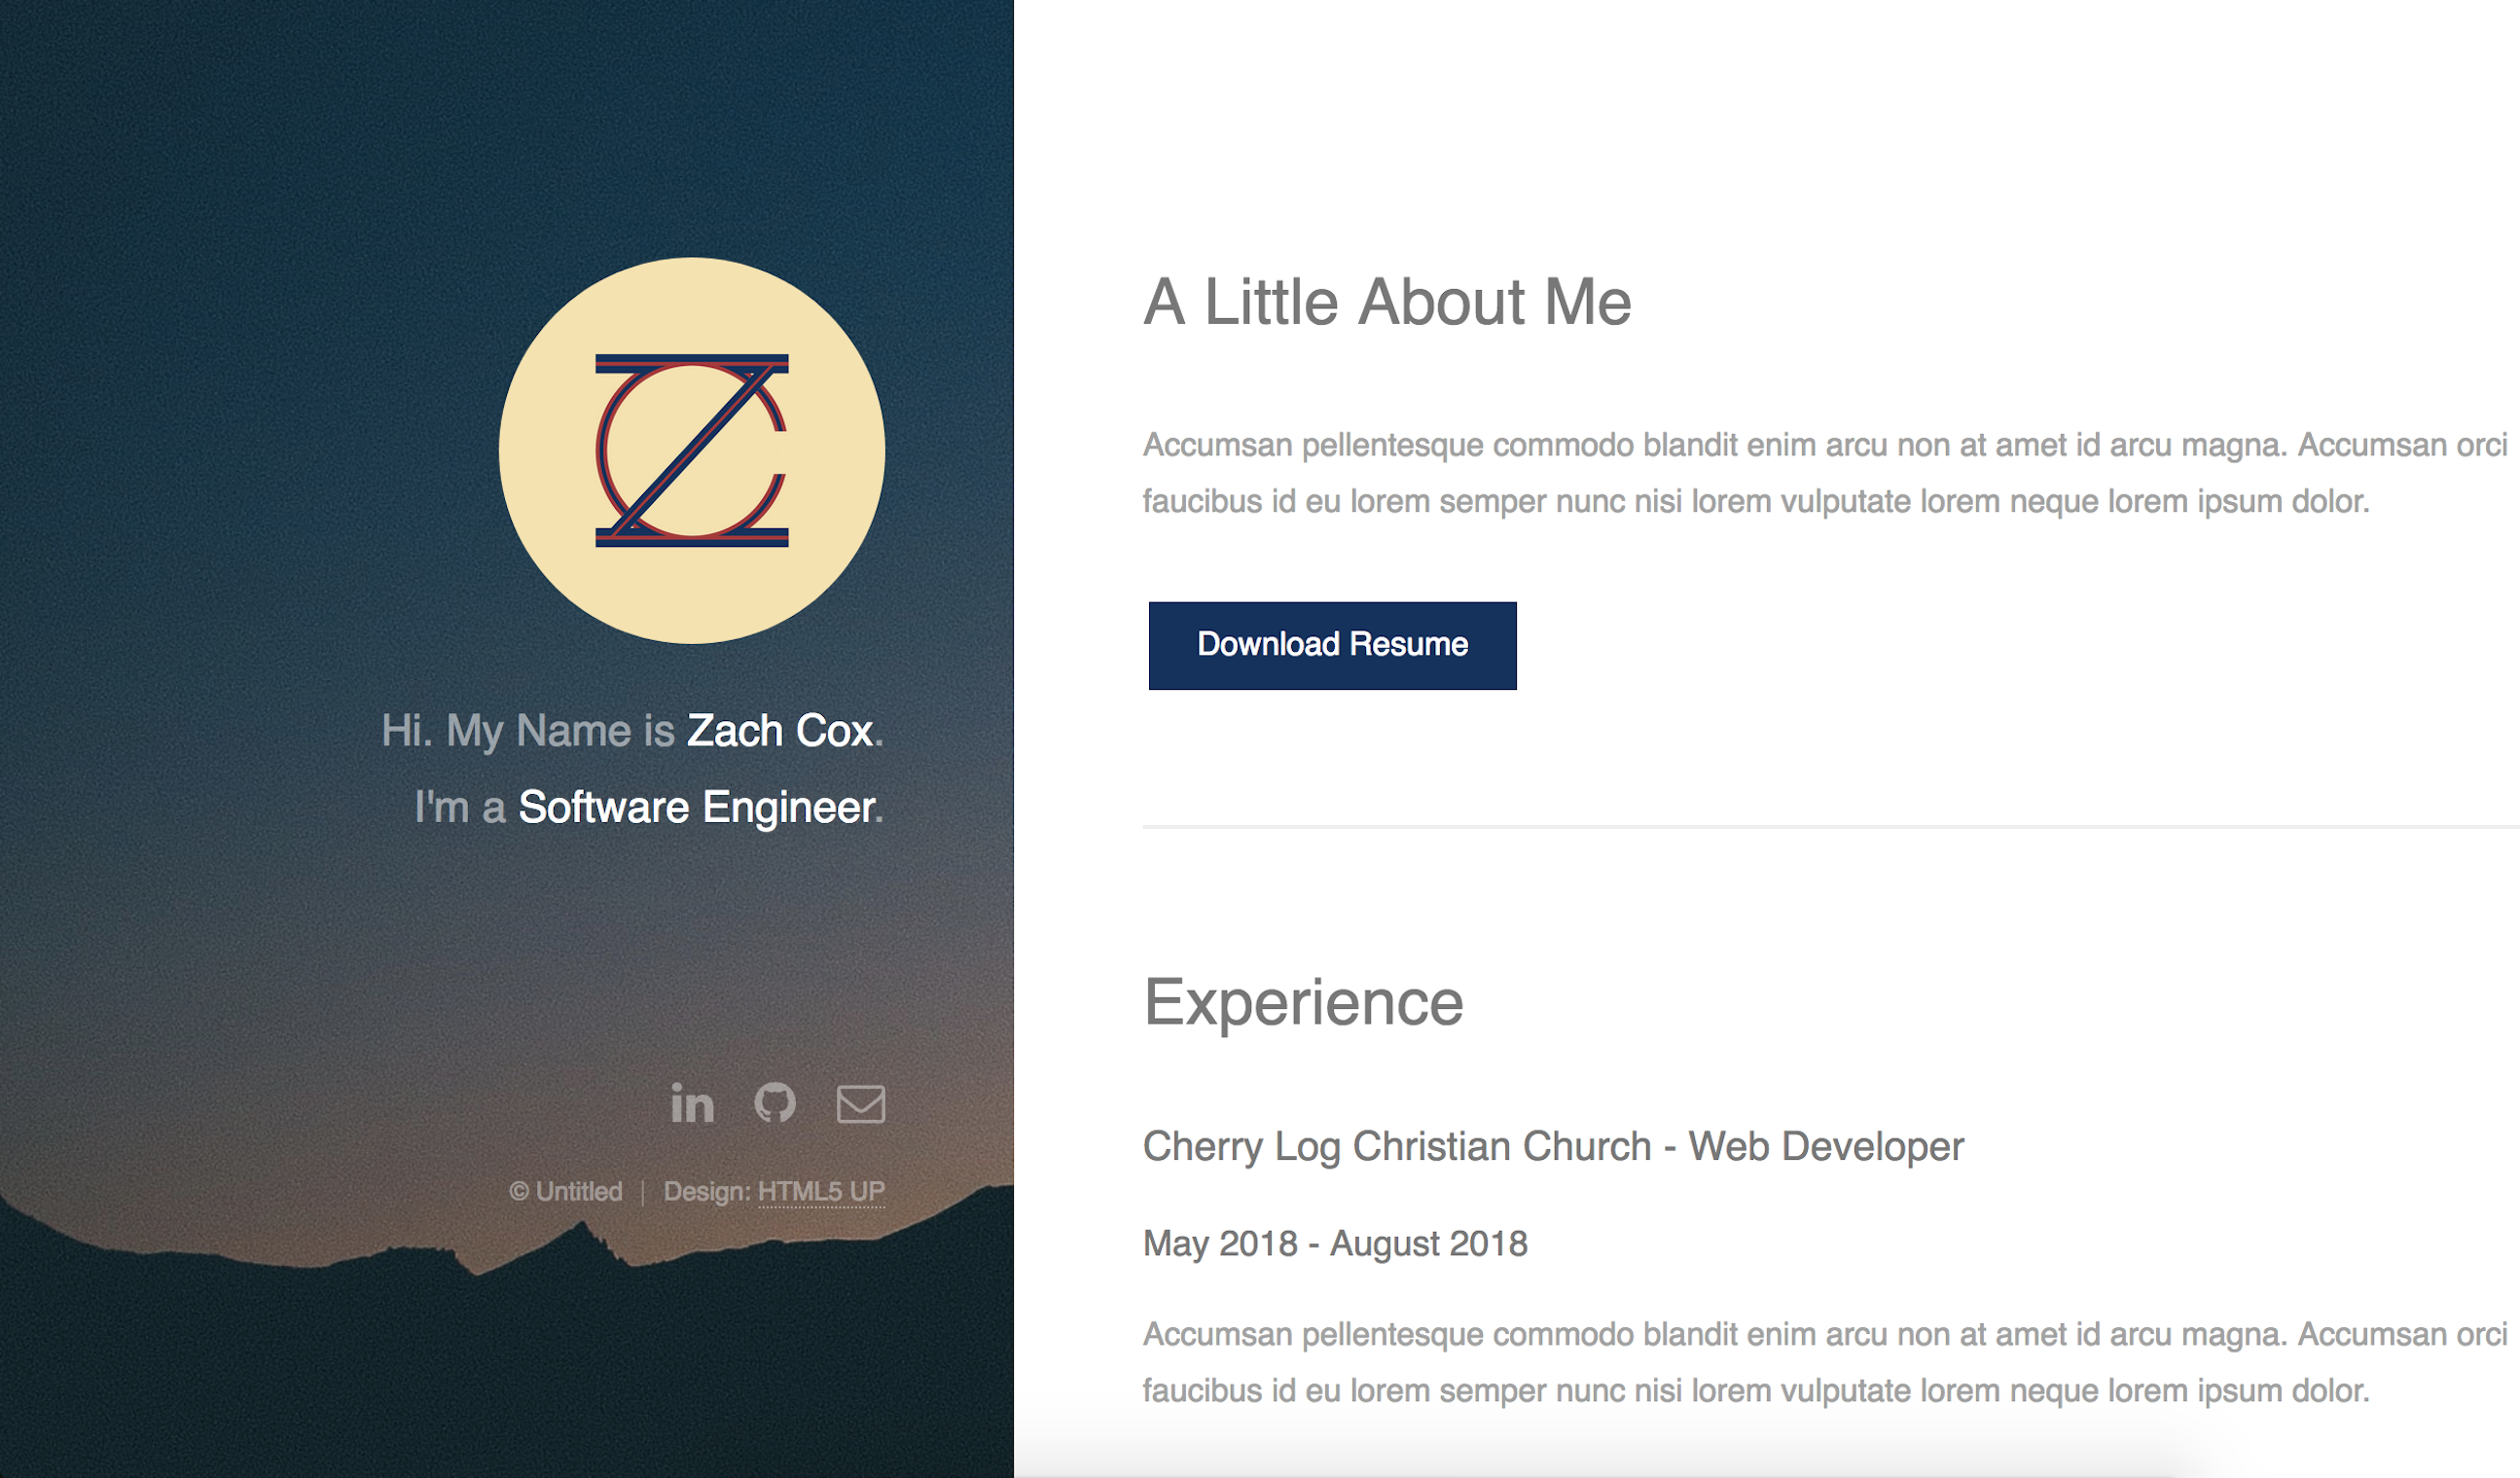 ZC
Hi. My Name is Zach Cox.
I'm a Software Engineer.
in
© Untitled | Design: HTML5 UP
A Little About Me
Accumsan pellentesque commodo blandit enim arcu non at amet id arcu magna. Accumsan orci
faucibus id eu lorem semper nunc nisi lorem vulputate lorem neque lorem ipsum dolor.
Download Resume
Experience
Cherry Log Christian Church - Web Developer
May 2018 - August 2018
Accumsan pellentesque commodo blandit enim arcu non at amet id arcu magna. Accumsan orci
faucibus id eu lorem semper nunc nisi lorem vulputate lorem neque lorem ipsum dolor.